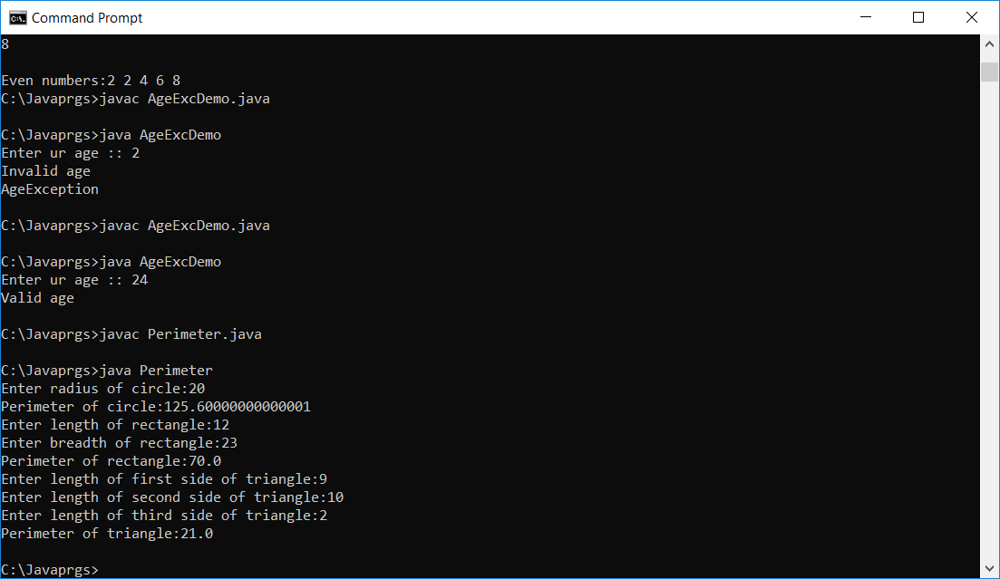 Command Prompt
8
Even numbers:2 2 4 6 8
C:\Javaprgs>javac AgeExcDemo.java
C:\Javaprgs>java AgeExcDemo
Enter ur age :: 2
Invalid age
AgeException
C:\Javaprgs>javac AgeExcDemo.java
C:\Javaprgs>java AgeExcDemo
Enter ur age :: 24
Valid age
C:\Javaprgs>javac Perimeter.java
C:\Javaprgs>java Perimeter
Enter radius of circle:20
Perimeter of circle:125.60000000000001
Enter length of rectangle:12
Enter breadth of rectangle:23
Perimeter of rectangle:70.0
Enter length of first side of triangle:9
Enter length of second side of triangle:10
Enter length of third side of triangle:2
Perimeter of triangle:21.0
C:\Javaprgs>